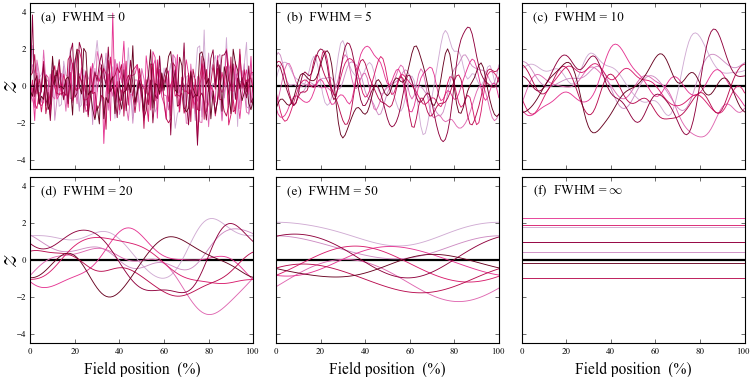 (a) FWHM = 0
(b) FWHM = 5
(c) FWHM = 10
4
2
0
−2
−4
z
(d) FWHM = 20
(e) FWHM = 50
(f) FWHM = ∞
4
2
0
−2
−4
z
0 20 40 60 80 100
0 20 40 60 80 100
0 20 40 60 80 100
Field position (%)
Field position (%)
Field position (%)